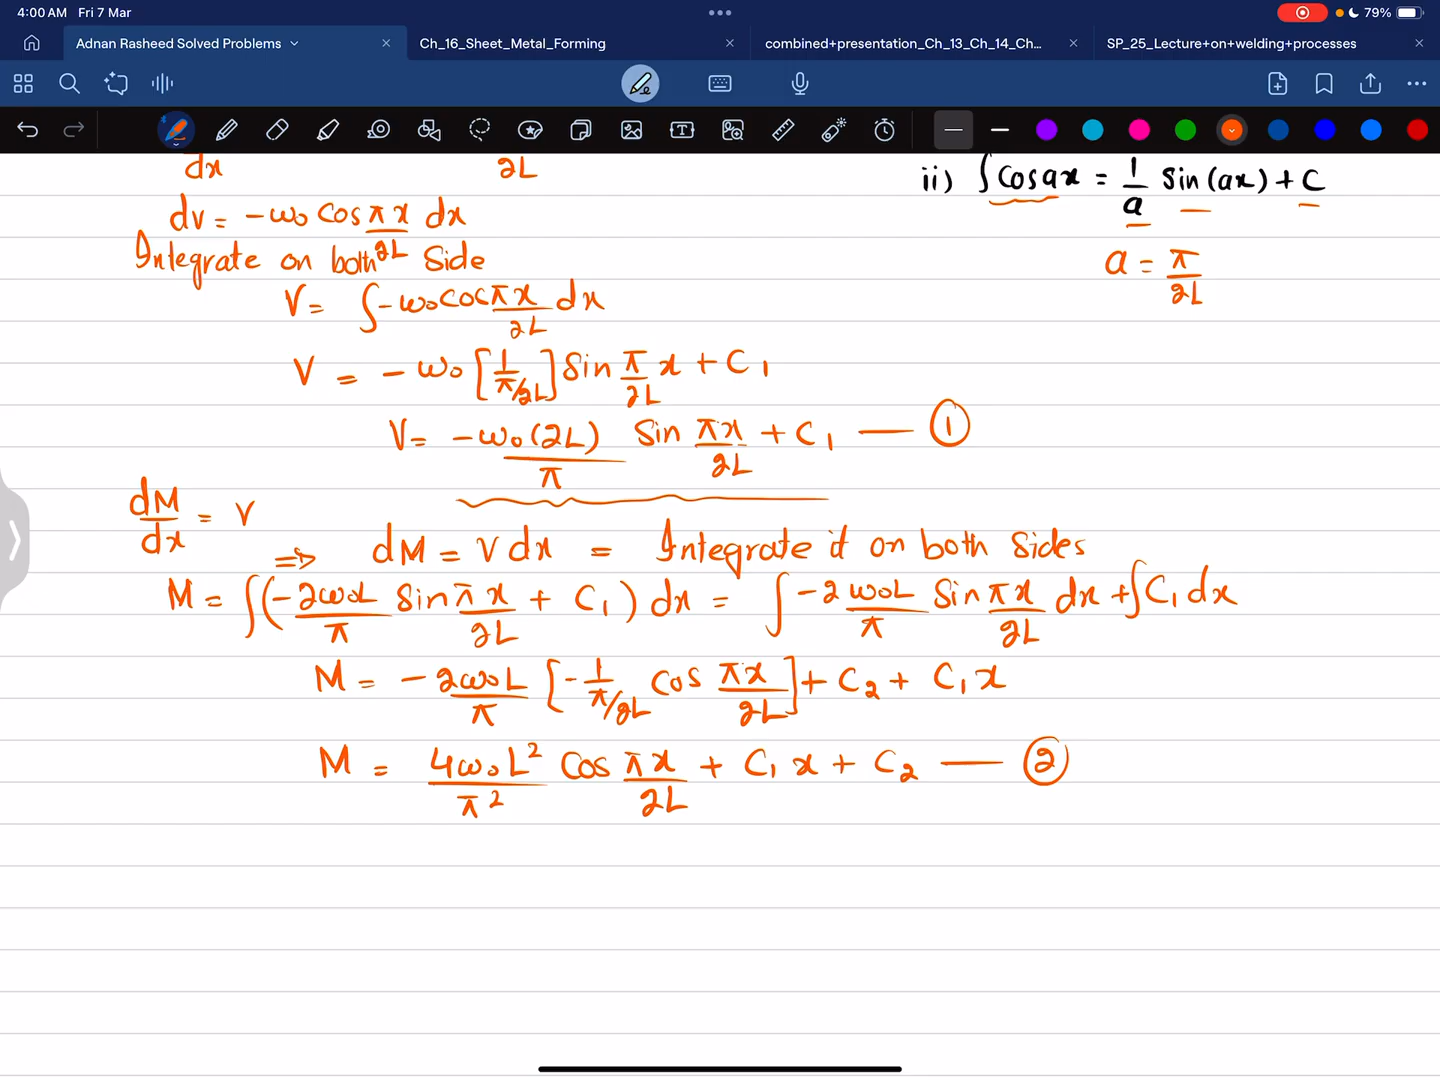 4:00 AM Fri 7 Mar
79%
Adnan Rasheed Solved Problems
Ch_16_Sheet_Metal_Forming
combined+presentation_Ch_13_Ch_14_Ch...
SP_25_Lecture+on+welding+processes
dx 2L
ii) ∫ Cosax = 1/a Sin(ax) + C
dv = -wo Cos πx/2L dx
Integrate on both Side
a = π/2L
V = ∫ -wo cos πx/2L dx
V = -wo [1/π/2L] Sin π/2L x + C1
V = -wo(2L)/π Sin πx/2L + C1 — ①
dM/dx = V
⇒ dM = Vdx = Integrate it on both Sides
M = ∫(-2woL/π Sin πx/2L + C1) dx = ∫ -2woL/π Sin πx/2L dx + ∫C1 dx
M = -2woL/π [-1/π/2L Cos πx/2L] + C2 + C1x
M = 4woL²/π² Cos πx/2L + C1x + C2 — ②